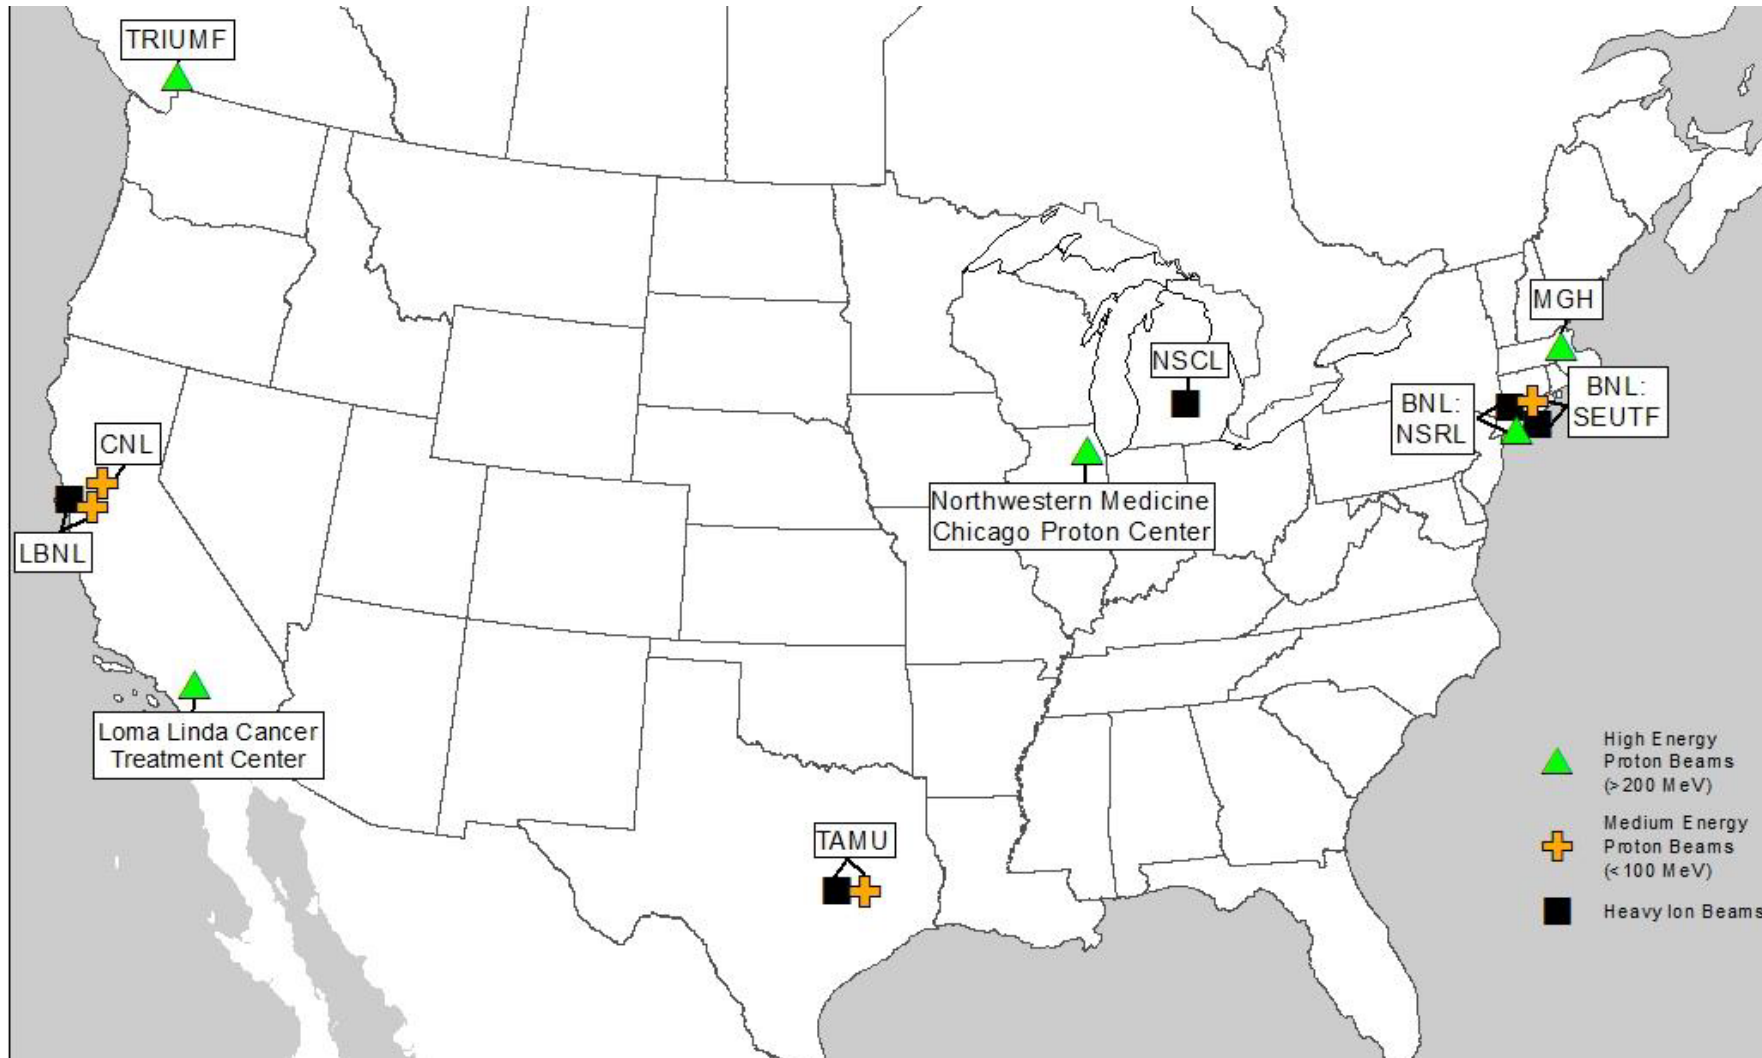 TRIUMF
MGH
NSCL
BNL:
NSRL
BNL:
SEUTF
CNL
LBNL
Northwestern Medicine
Chicago Proton Center
Loma Linda Cancer
Treatment Center
TAMU
High Energy
Proton Beams
(>200 MeV)
Medium Energy
Proton Beams
(<100 MeV)
Heavy Ion Beams